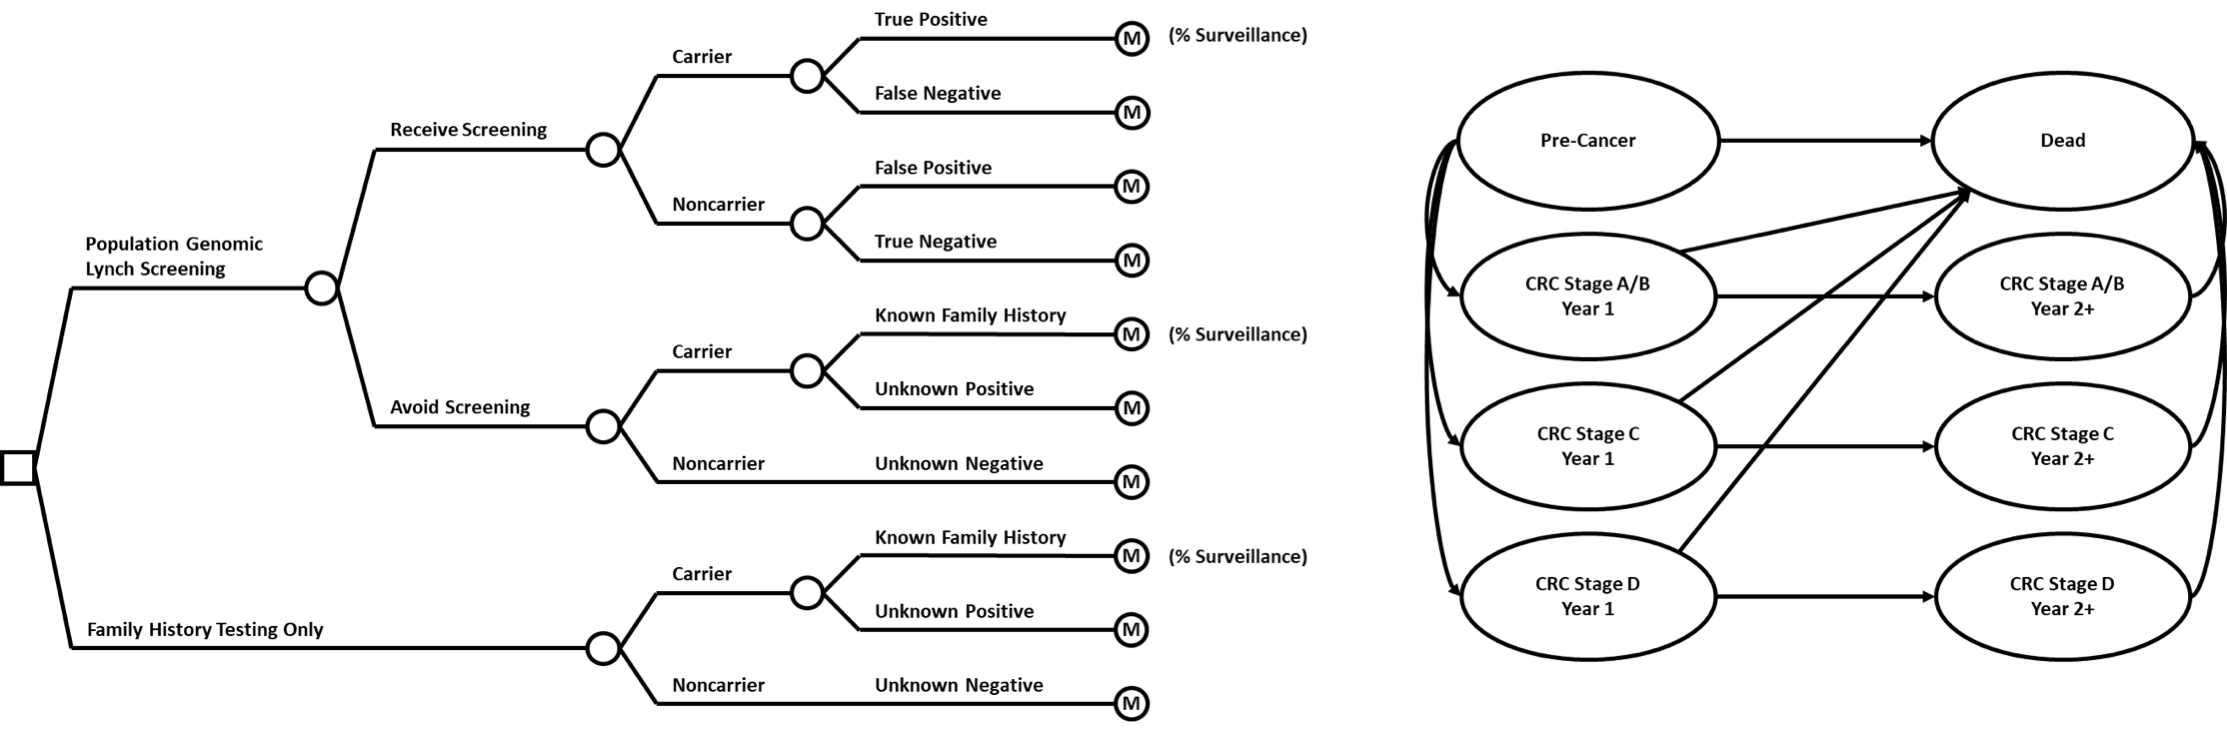 True Positive
M
(% Surveillance)
Carrier
False Negative
M
Receive Screening
False Positive
M
Noncarrier
True Negative
M
Population Genomic
Lynch Screening
Known Family History
M
(% Surveillance)
Carrier
Unknown Positive
M
Avoid Screening
Noncarrier
Unknown Negative
M
Known Family History
M
(% Surveillance)
Carrier
Unknown Positive
M
Family History Testing Only
Noncarrier
Unknown Negative
M
Pre-Cancer
Dead
CRC Stage A/B
Year 1
CRC Stage A/B
Year 2+
CRC Stage C
Year 1
CRC Stage C
Year 2+
CRC Stage D
Year 1
CRC Stage D
Year 2+